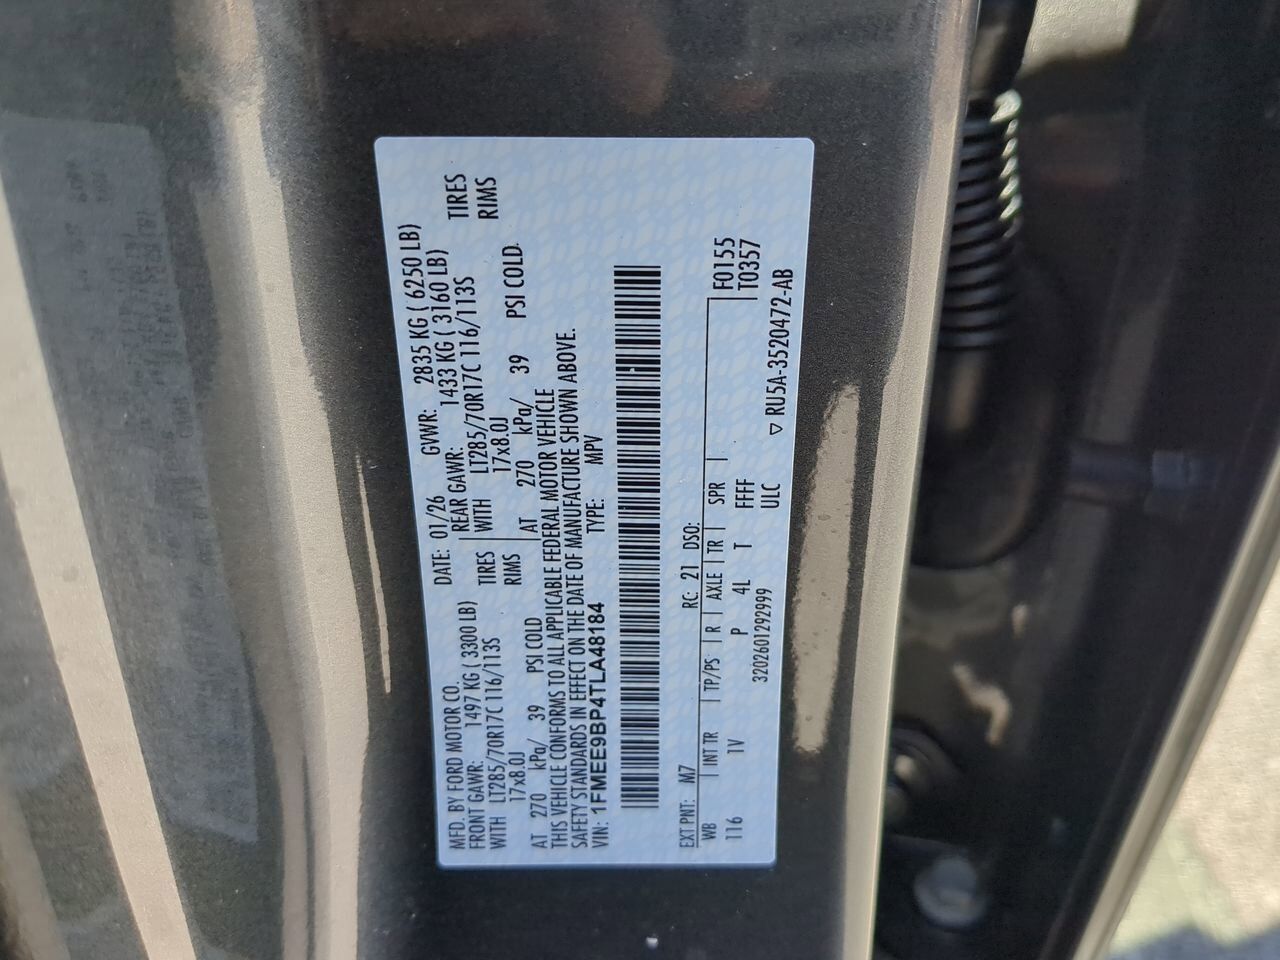 MFD. BY FORD MOTOR CO. DATE: 01/26 GVWR: 2835 KG ( 6250 LB)
FRONT GAWR: 1497 KG ( 3300 LB) REAR GAWR: 1433 KG ( 3160 LB)
WITH LT285/70R17C 116/113S TIRES WITH LT285/70R17C 116/113S TIRES
17x8.0J RIMS 17x8.0J RIMS
AT 270 kPa/ 39 PSI COLD AT 270 kPa/ 39 PSI COLD
THIS VEHICLE CONFORMS TO ALL APPLICABLE FEDERAL MOTOR VEHICLE
SAFETY STANDARDS IN EFFECT ON THE DATE OF MANUFACTURE SHOWN ABOVE.
VIN: 1FMEE9BP4TLA48184 TYPE: MPV
EXT PNT: M7 RC: 21 DSO:
WB INT TR TP/PS R AXLE TR SPR F0155
116 1V P 4L T FFFF T0357
3202601292999 ULC
▽ RU5A-3520472-AB